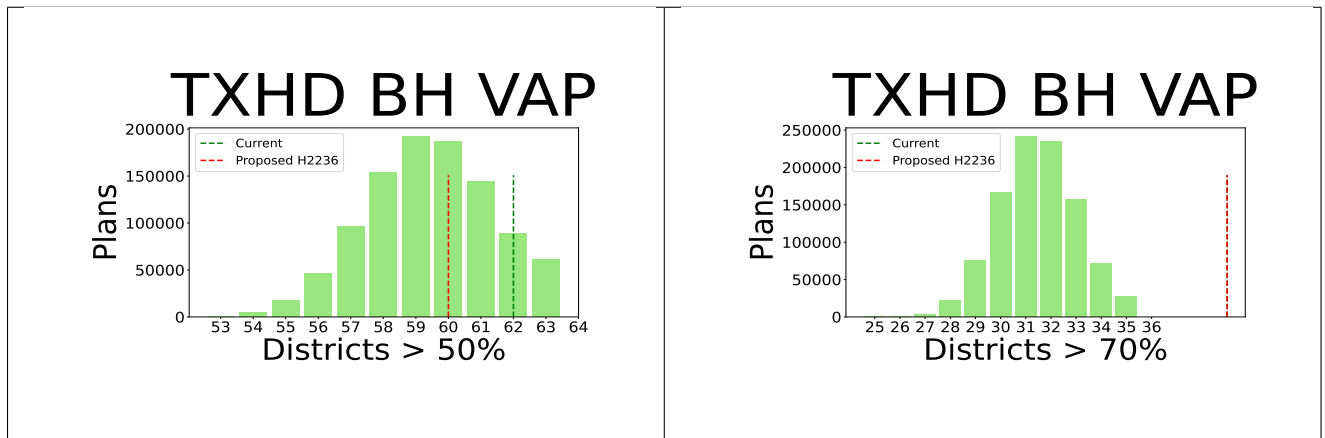 TXHD BH VAP
200000
150000
100000
50000
0
Plans
Current
Proposed H2236
53 54 55 56 57 58 59 60 61 62 63 64
Districts > 50%
TXHD BH VAP
250000
200000
150000
100000
50000
0
Plans
Current
Proposed H2236
25 26 27 28 29 30 31 32 33 34 35 36
Districts > 70%